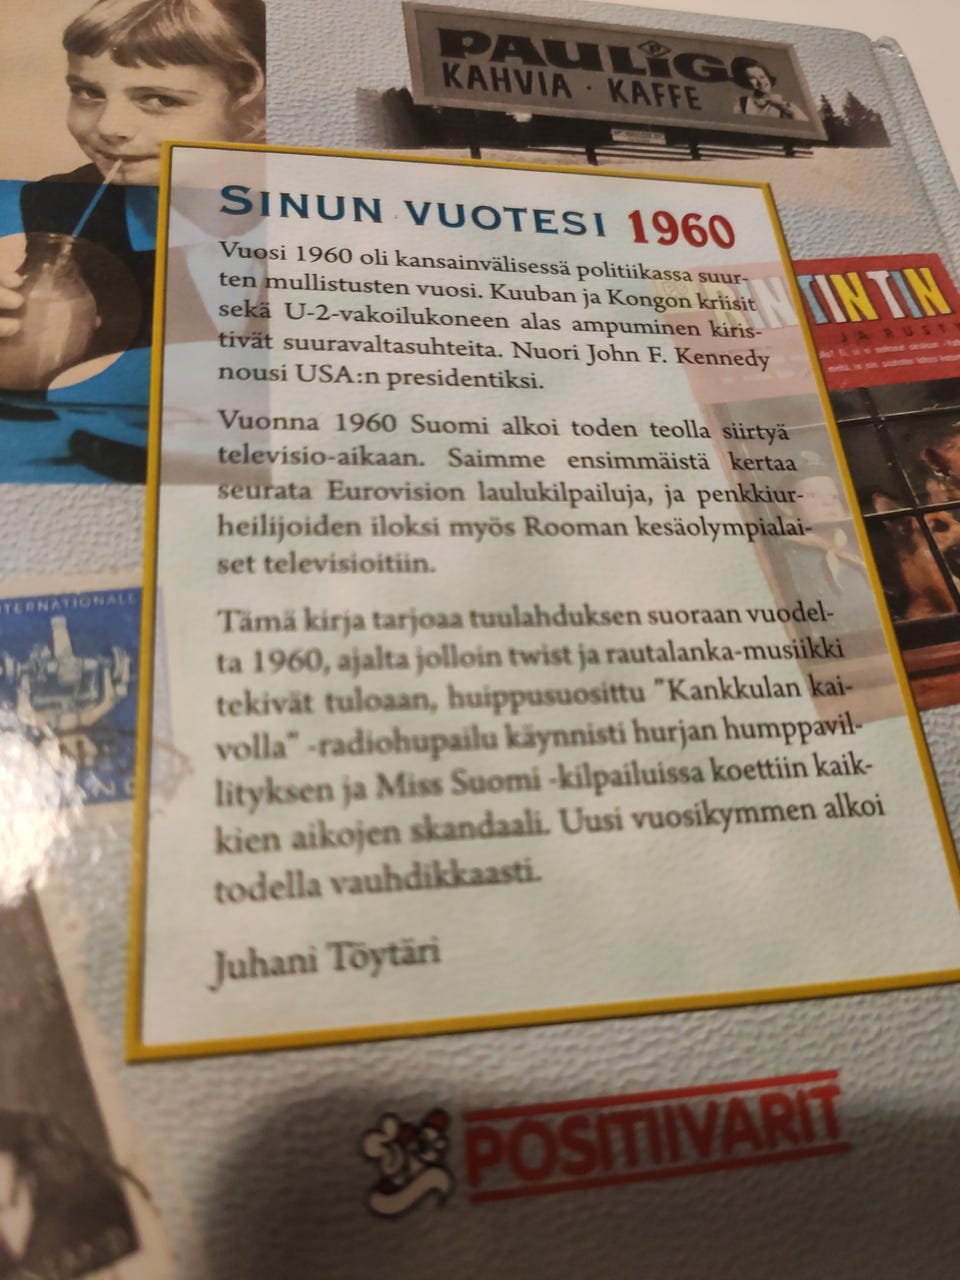 PAULIG
KAHVIA · KAFFE
SINUN VUOTESI 1960
Vuosi 1960 oli kansainvälisessä politiikassa suur-
ten mullistusten vuosi. Kuuban ja Kongon kriisit
sekä U-2-vakoilukoneen alas ampuminen kiris-
tivät suuravaltasuhteita. Nuori John F. Kennedy
nousi USA:n presidentiksi.
Vuonna 1960 Suomi alkoi toden teolla siirtyä
televisio-aikaan. Saimme ensimmäistä kertaa
seurata Eurovision laulukilpailuja, ja penkkiur-
heilijoiden iloksi myös Rooman kesäolympialai-
set televisioitiin.
Tämä kirja tarjoaa tuulahduksen suoraan vuodel-
ta 1960, ajalta jolloin twist ja rautalanka-musiikki
tekivät tuloaan, huippusuosittu "Kankkulan kai-
volla" -radiohupailu käynnisti hurjan humppavil-
lityksen ja Miss Suomi -kilpailuissa koettiin kaik-
kien aikojen skandaali. Uusi vuosikymmen alkoi
todella vauhdikkaasti.
Juhani Töytäri
TIN TIN
JA RUSTY
TERNATIONALE
POSITIIVARIT